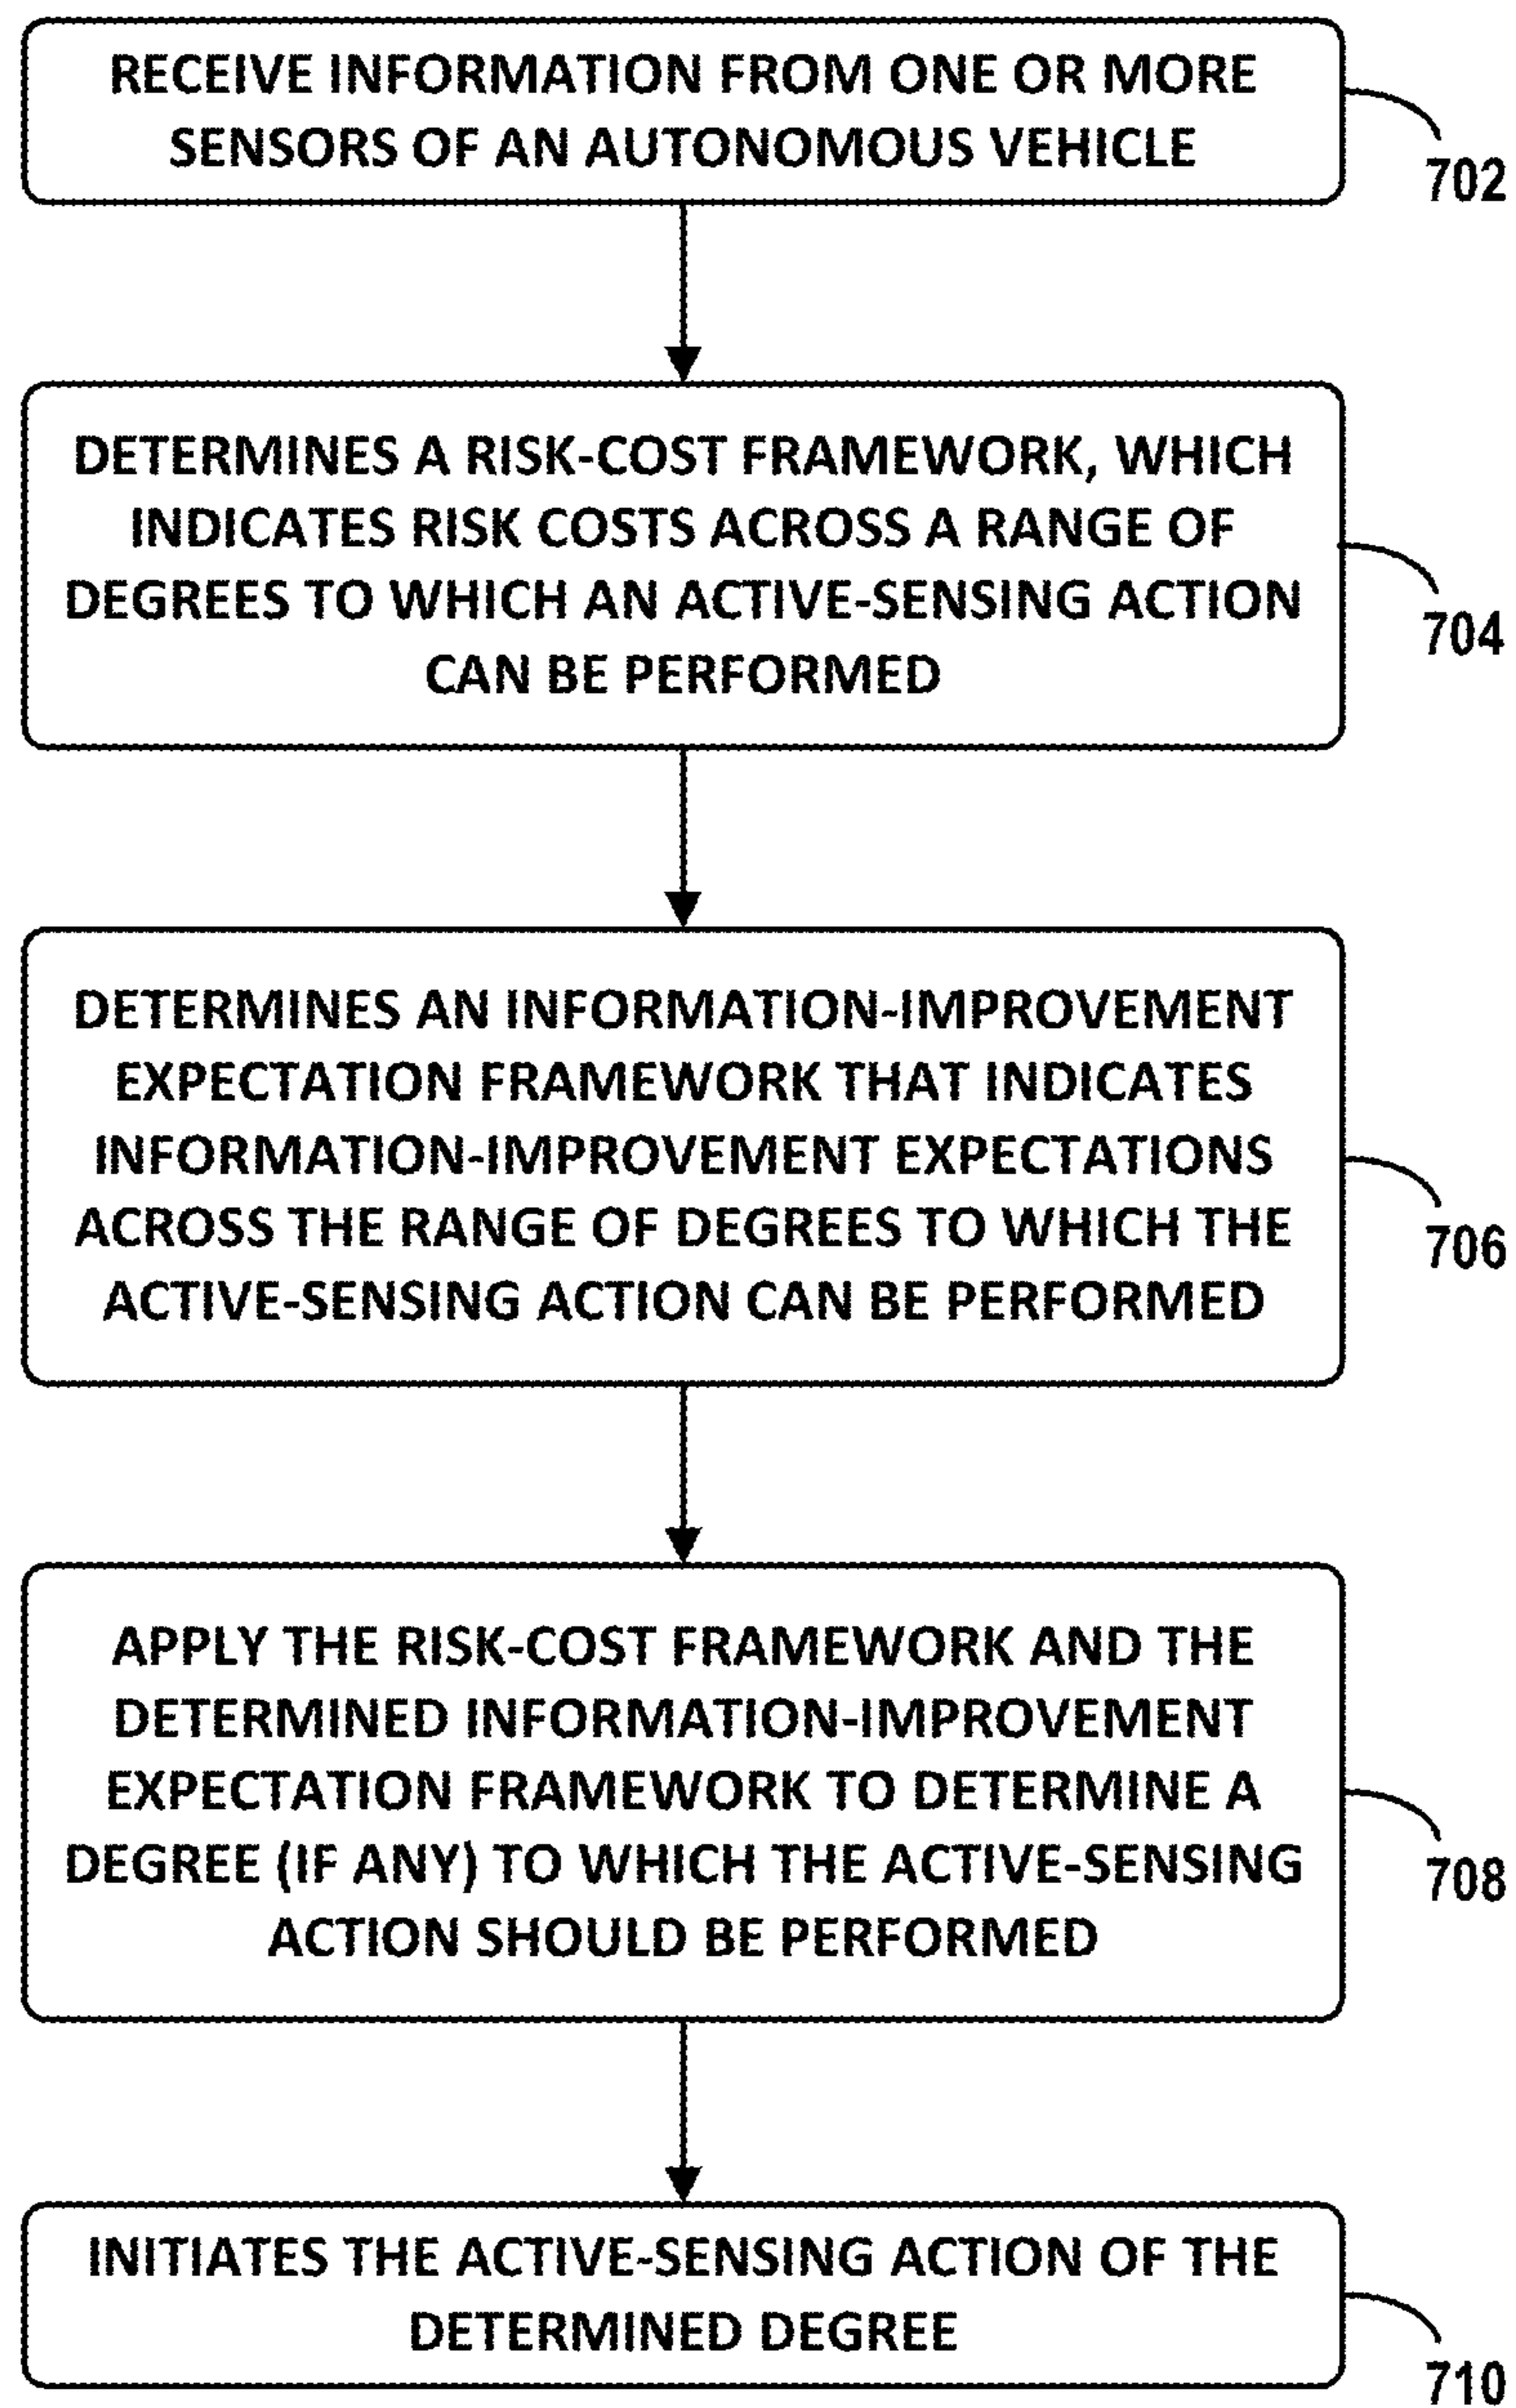 RECEIVE INFORMATION FROM ONE OR MORE
SENSORS OF AN AUTONOMOUS VEHICLE
702
DETERMINES A RISK-COST FRAMEWORK, WHICH
INDICATES RISK COSTS ACROSS A RANGE OF
DEGREES TO WHICH AN ACTIVE-SENSING ACTION
CAN BE PERFORMED
704
DETERMINES AN INFORMATION-IMPROVEMENT
EXPECTATION FRAMEWORK THAT INDICATES
INFORMATION-IMPROVEMENT EXPECTATIONS
ACROSS THE RANGE OF DEGREES TO WHICH THE
ACTIVE-SENSING ACTION CAN BE PERFORMED
706
APPLY THE RISK-COST FRAMEWORK AND THE
DETERMINED INFORMATION-IMPROVEMENT
EXPECTATION FRAMEWORK TO DETERMINE A
DEGREE (IF ANY) TO WHICH THE ACTIVE-SENSING
ACTION SHOULD BE PERFORMED
708
INITIATES THE ACTIVE-SENSING ACTION OF THE
DETERMINED DEGREE
710